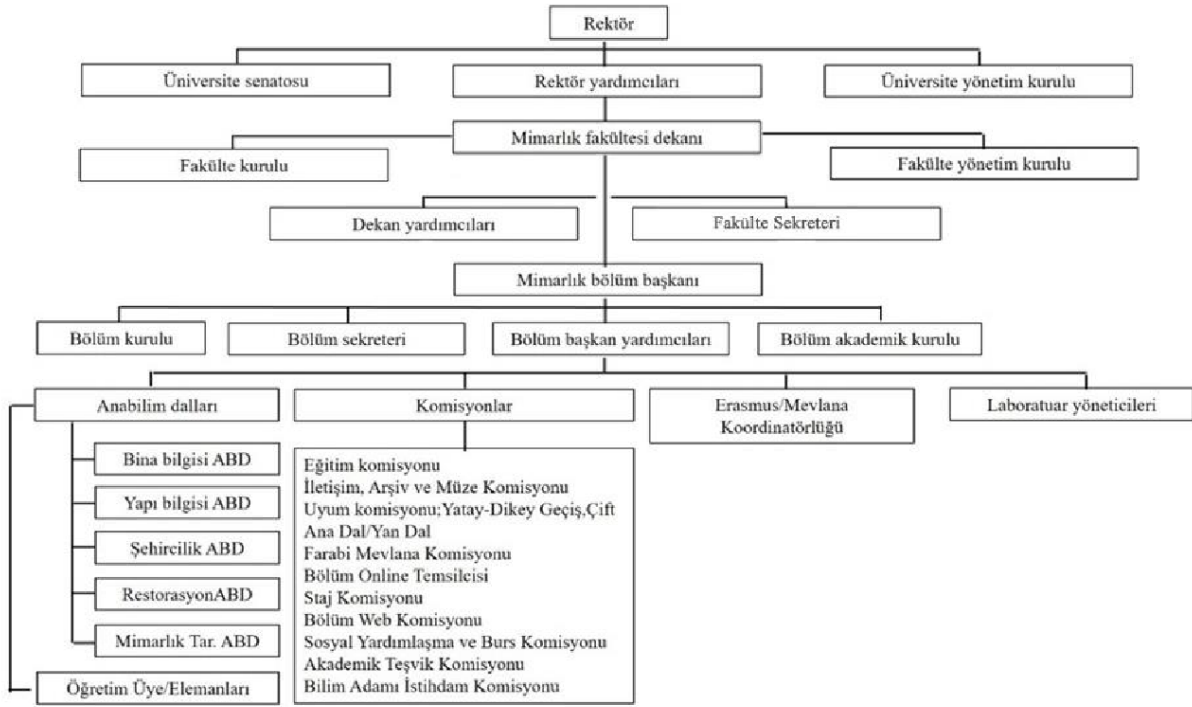 Rektör
Üniversite senatosu
Rektör yardımcıları
Üniversite yönetim kurulu
Mimarlık fakültesi dekanı
Fakülte kurulu
Fakülte yönetim kurulu
Dekan yardımcıları
Fakülte Sekreteri
Mimarlık bölüm başkanı
Bölüm kurulu
Bölüm sekreteri
Bölüm başkan yardımcıları
Bölüm akademik kurulu
Anabilim dalları
Komisyonlar
Erasmus/Mevlana
Koordinatörlüğü
Laboratuar yöneticileri
Bina bilgisi ABD
Yapı bilgisi ABD
Şehircilik ABD
RestorasyonABD
Mimarlık Tar. ABD
Öğretim Üye/Elemanları
Eğitim komisyonu
İletişim, Arşiv ve Müze Komisyonu
Uyum komisyonu;Yatay-Dikey Geçiş,Çift
Ana Dal/Yan Dal
Farabi Mevlana Komisyonu
Bölüm Online Temsilcisi
Staj Komisyonu
Bölüm Web Komisyonu
Sosyal Yardımlaşma ve Burs Komisyonu
Akademik Teşvik Komisyonu
Bilim Adamı İstihdam Komisyonu